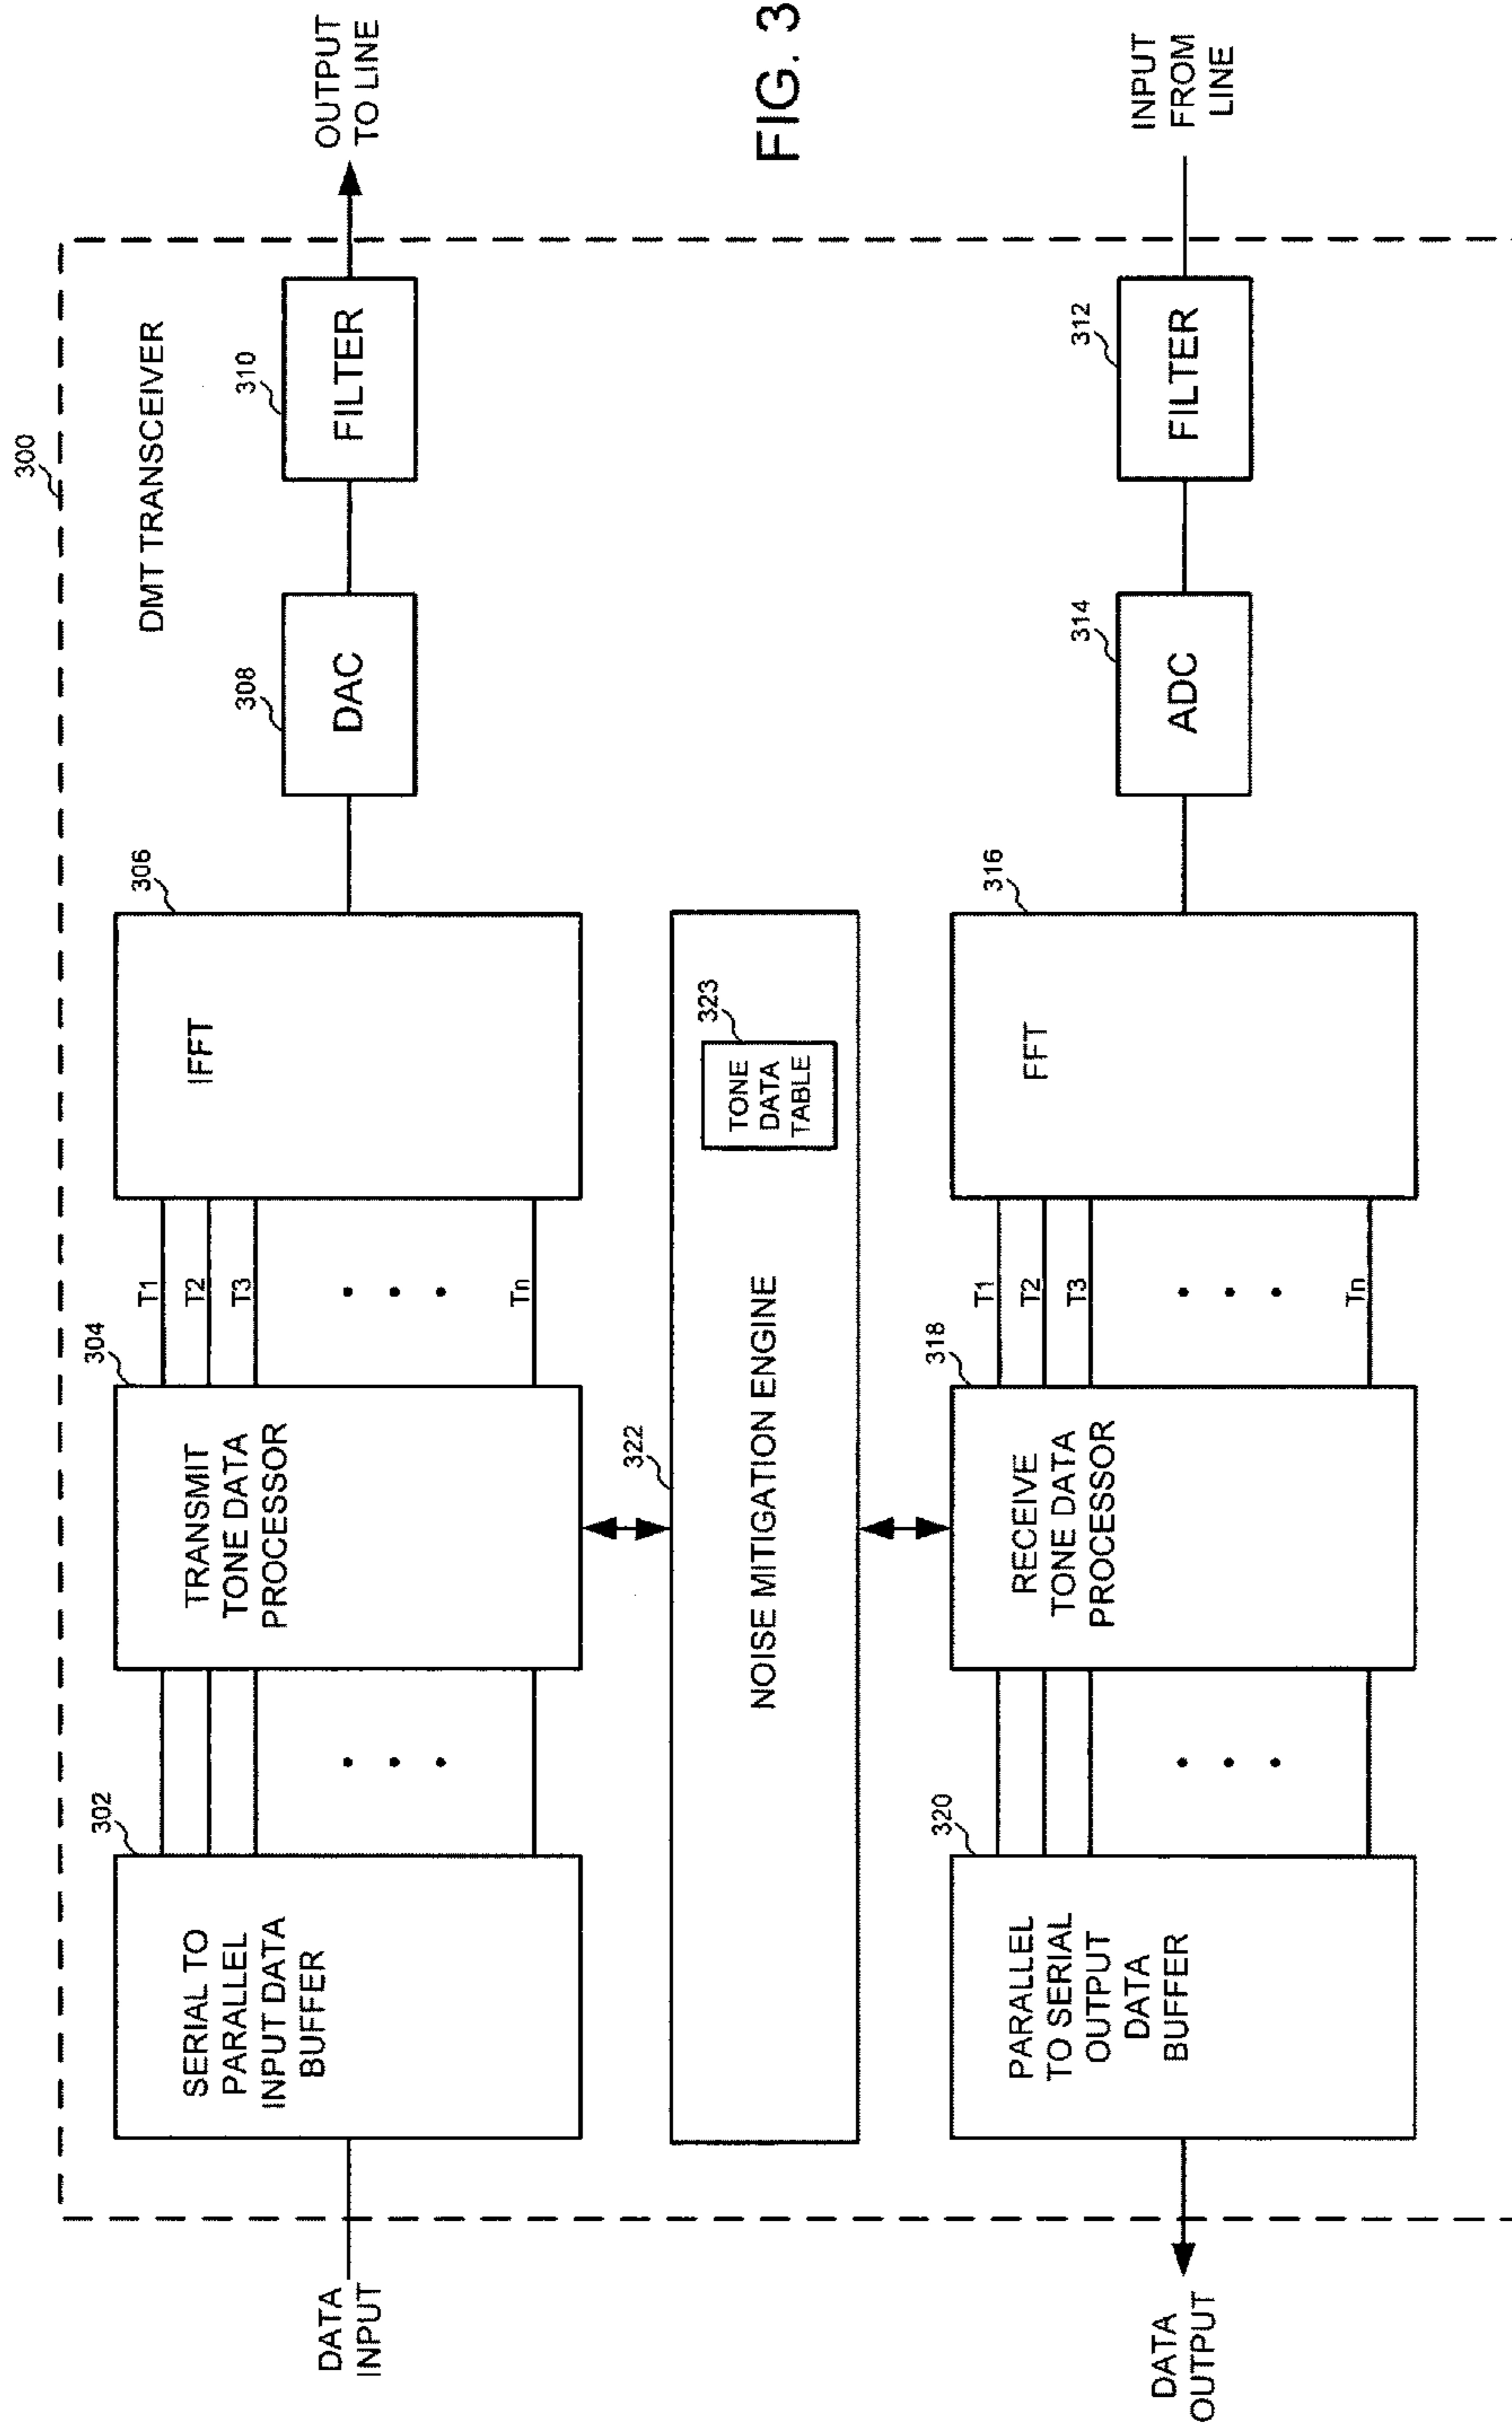 300
DMT TRANSCEIVER
DATA
INPUT
302
SERIAL TO
PARALLEL
INPUT DATA
BUFFER
304
TRANSMIT
TONE DATA
PROCESSOR
T1
T2
T3
Tn
306
IFFT
308
DAC
310
FILTER
OUTPUT
TO LINE
322
NOISE MITIGATION ENGINE
323
TONE
DATA
TABLE
FIG. 3
DATA
OUTPUT
320
PARALLEL
TO SERIAL
OUTPUT
DATA
BUFFER
318
RECEIVE
TONE DATA
PROCESSOR
T1
T2
T3
Tn
316
FFT
314
ADC
312
FILTER
INPUT
FROM
LINE